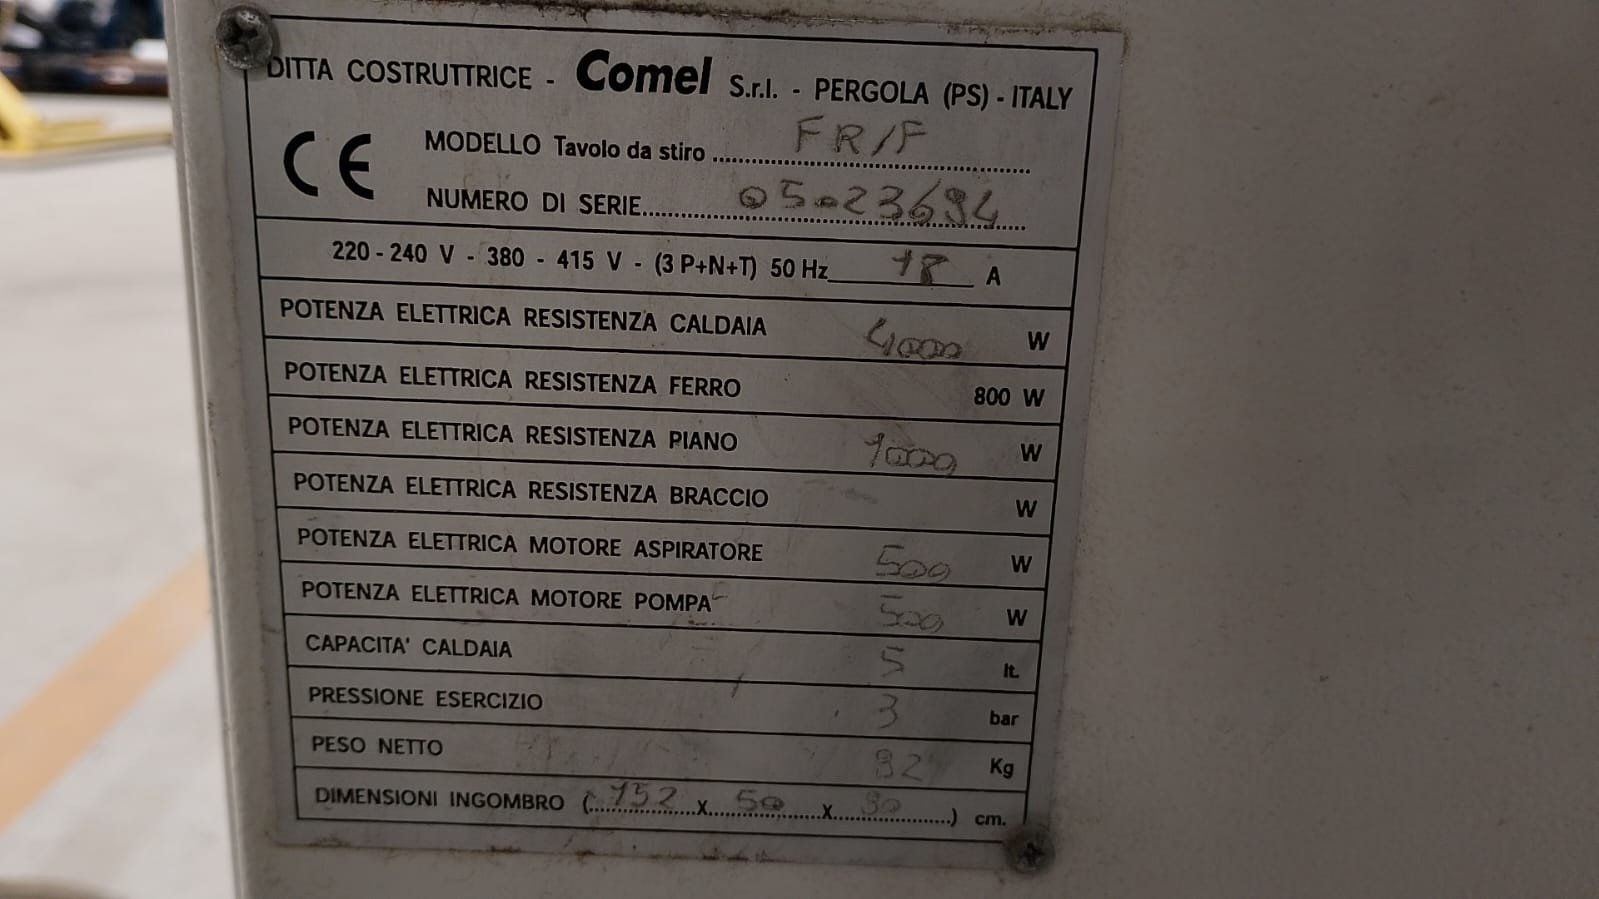 DITTA COSTRUTTRICE - Comel S.r.l. - PERGOLA (PS) - ITALY
CE MODELLO Tavolo da stiro FR/F
NUMERO DI SERIE
220 - 240 V - 380 - 415 V - (3 P+N+T) 50 Hz 18 A
POTENZA ELETTRICA RESISTENZA CALDAIA 4000 W
POTENZA ELETTRICA RESISTENZA FERRO 800 W
POTENZA ELETTRICA RESISTENZA PIANO 1000 W
POTENZA ELETTRICA RESISTENZA BRACCIO W
POTENZA ELETTRICA MOTORE ASPIRATORE 500 W
POTENZA ELETTRICA MOTORE POMPA 500 W
CAPACITA' CALDAIA 5 lt.
PRESSIONE ESERCIZIO 3 bar
PESO NETTO Kg
DIMENSIONI INGOMBRO (152 x 50 x ) cm.